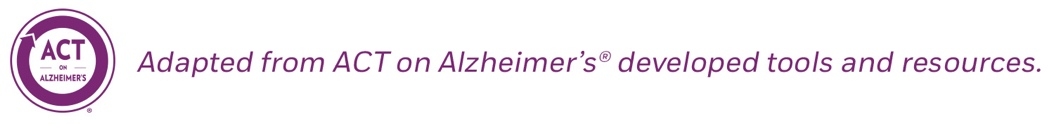 ACT
ON
ALZHEIMER'S
®
Adapted from ACT on Alzheimer's® developed tools and resources.